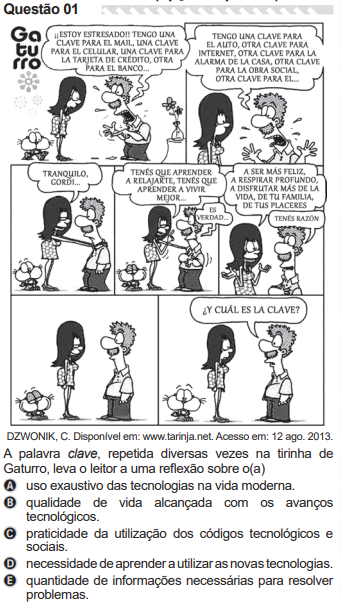 Questão 01
Gaturro
¡¡ESTOY ESTRESADO!! TENGO UNA
CLAVE PARA EL MAIL, UNA CLAVE
PARA EL CELULAR, UNA CLAVE PARA
LA TARJETA DE CRÉDITO, OTRA
PARA EL BANCO...
TENGO UNA CLAVE PARA
EL AUTO, OTRA CLAVE PARA
INTERNET, OTRA CLAVE PARA LA
ALARMA DE LA CASA, OTRA CLAVE
PARA LA OBRA SOCIAL,
OTRA CLAVE PARA EL...
TRANQUILO,
GORDI...
TENÉS QUE APRENDER
A RELAJARTE, TENÉS QUE
APRENDER A VIVIR
MEJOR...
ES
VERDAD...
A SER MÁS FELIZ,
A RESPIRAR PROFUNDO,
A DISFRUTAR MÁS DE LA
VIDA, DE TU FAMILIA,
DE TUS PLACERES
TENÉS RAZÓN
¿Y CUÁL ES LA CLAVE?
DZWONIK, C. Disponível em: www.tarinja.net. Acesso em: 12 ago. 2013.
A palavra clave, repetida diversas vezes na tirinha de
Gaturro, leva o leitor a uma reflexão sobre o(a)
A uso exaustivo das tecnologias na vida moderna.
B qualidade de vida alcançada com os avanços
tecnológicos.
C praticidade da utilização dos códigos tecnológicos e
sociais.
D necessidade de aprender a utilizar as novas tecnologias.
E quantidade de informações necessárias para resolver
problemas.